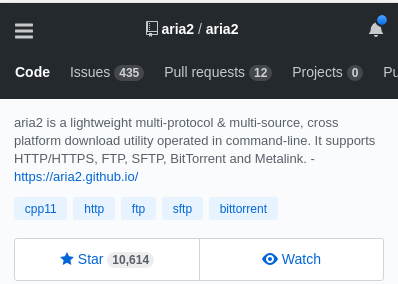 aria2 / aria2
Code Issues 435 Pull requests 12 Projects 0 Pu
aria2 is a lightweight multi-protocol & multi-source, cross
platform download utility operated in command-line. It supports
HTTP/HTTPS, FTP, SFTP, BitTorrent and Metalink. -
https://aria2.github.io/
cpp11 http ftp sftp bittorrent
Star 10,614 Watch